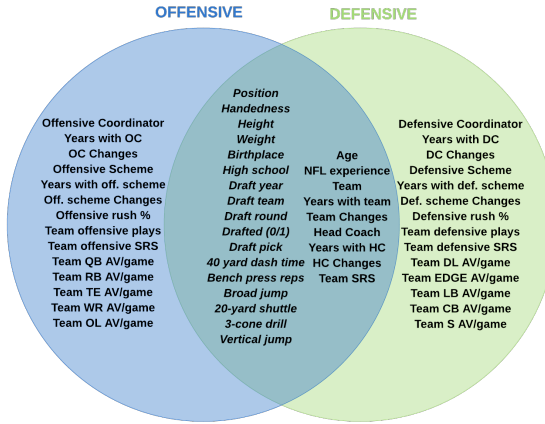 OFFENSIVE
DEFENSIVE
Offensive Coordinator
Years with OC
OC Changes
Offensive Scheme
Years with off. scheme
Off. scheme Changes
Offensive rush %
Team offensive plays
Team offensive SRS
Team QB AV/game
Team RB AV/game
Team TE AV/game
Team WR AV/game
Team OL AV/game
Position
Handedness
Height
Weight
Birthplace
High school
Draft year
Draft team
Draft round
Drafted (0/1)
Draft pick
40 yard dash time
Bench press reps
Broad jump
20-yard shuttle
3-cone drill
Vertical jump
Age
NFL experience
Team
Years with team
Team Changes
Head Coach
Years with HC
HC Changes
Team SRS
Defensive Coordinator
Years with DC
DC Changes
Defensive Scheme
Years with def. scheme
Def. scheme Changes
Defensive rush %
Team defensive plays
Team defensive SRS
Team DL AV/game
Team EDGE AV/game
Team LB AV/game
Team CB AV/game
Team S AV/game